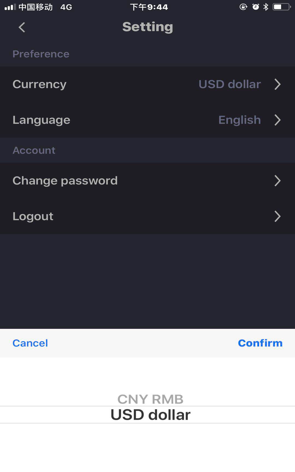 中国移动 4G 下午9:44
Setting
Preference
Currency USD dollar
Language English
Account
Change password
Logout
Cancel Confirm
CNY RMB
USD dollar